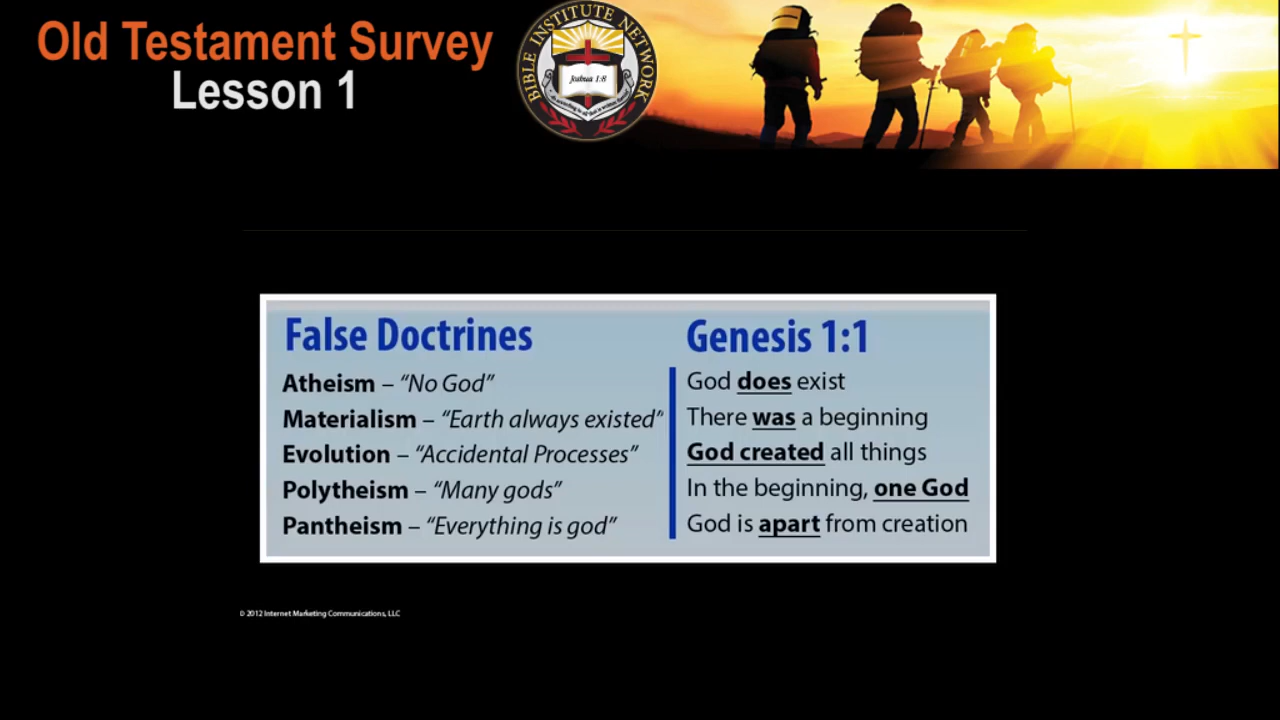 Old Testament Survey
Lesson 1
BIBLE INSTITUTE NETWORK
Joshua 1:8
False Doctrines
Genesis 1:1
Atheism – “No God”
God does exist
Materialism – “Earth always existed”
There was a beginning
Evolution – “Accidental Processes”
God created all things
Polytheism – “Many gods”
In the beginning, one God
Pantheism – “Everything is god”
God is apart from creation
© 2012 Internet Marketing Communications, LLC